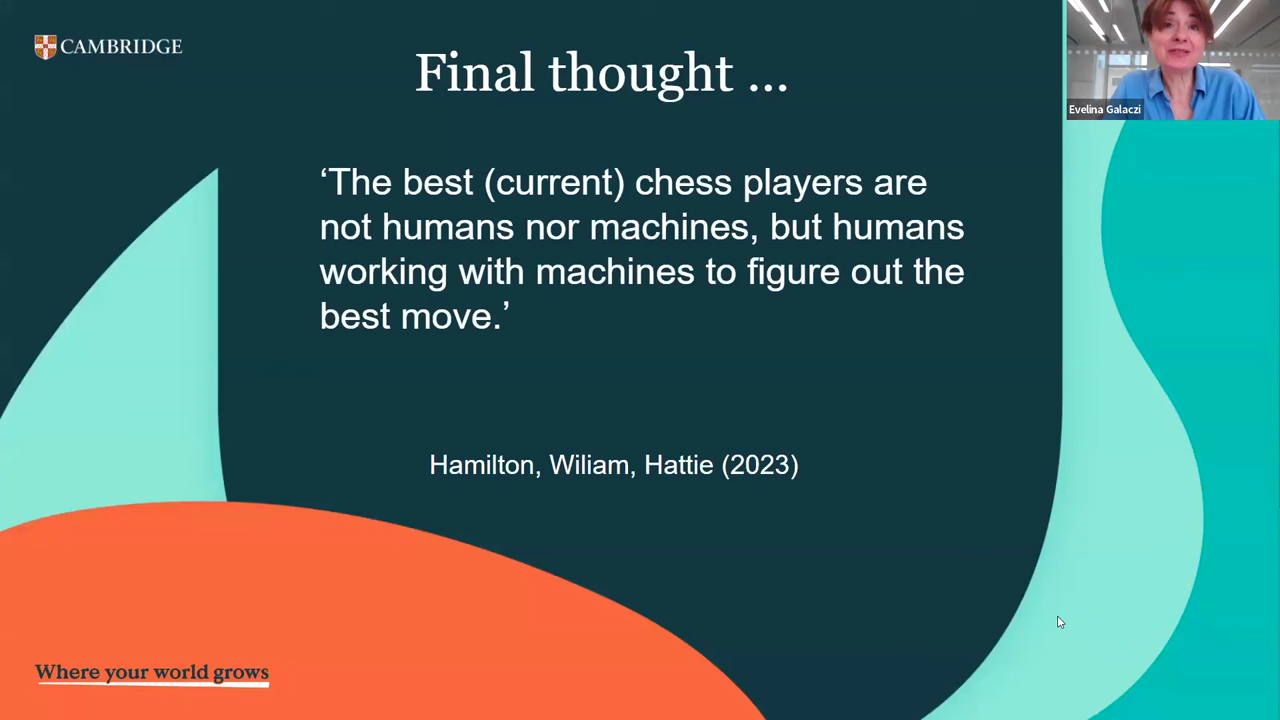 CAMBRIDGE
Final thought ...
Evelina Galaczi
‘The best (current) chess players are
not humans nor machines, but humans
working with machines to figure out the
best move.’
Hamilton, Wiliam, Hattie (2023)
Where your world grows